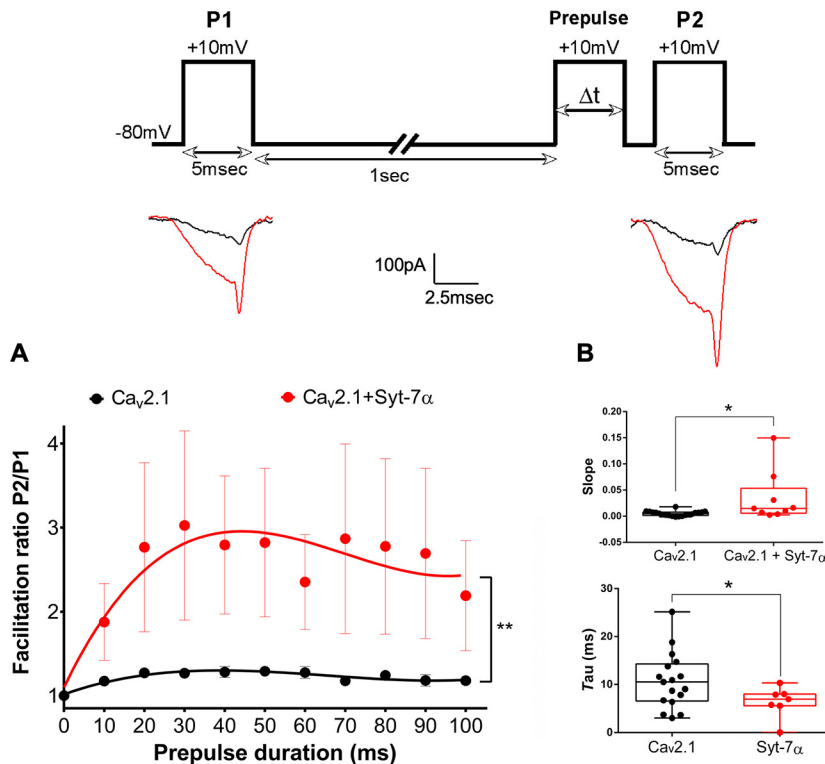 P1 Prepulse P2
+10mV +10mV +10mV
Δt
-80mV
5msec 1sec 5msec
100pA
2.5msec
A
Cav2.1 Cav2.1+Syt-7α
Facilitation ratio P2/P1
4
3
2
1
**
0 10 20 30 40 50 60 70 80 90 100
Prepulse duration (ms)
B
*
Slope
0.20
0.15
0.10
0.05
0.00
-0.05
Cav2.1 Cav2.1 + Syt-7α
*
Tau (ms)
30
20
10
0
Cav2.1 Syt-7α